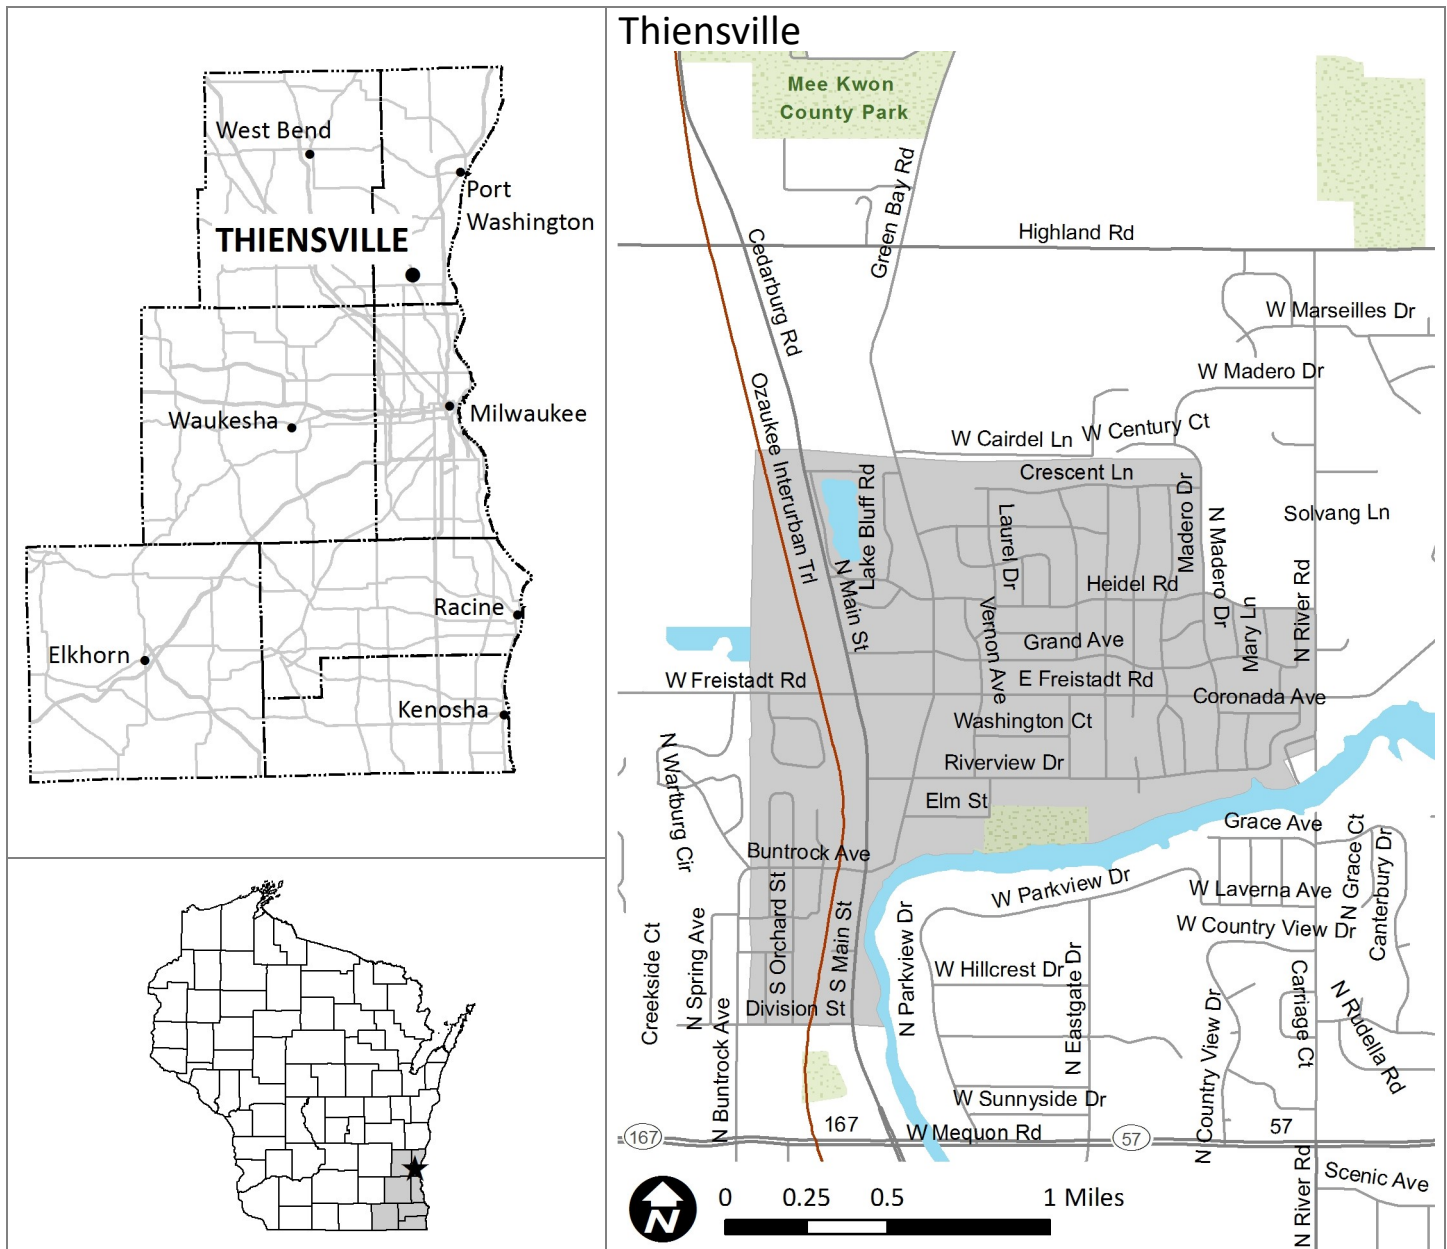 Thiensville
West Bend
Port
Washington
THIENSVILLE
Waukesha
Milwaukee
Racine
Elkhorn
Kenosha
Mee Kwon
County Park
Green Bay Rd
Highland Rd
Cedarburg Rd
W Marseilles Dr
W Madero Dr
Ozaukee Interurban Trl
W Cairdel Ln
W Century Ct
Crescent Ln
Lake Bluff Rd
Laurel Dr
Madero Dr
N Madero Dr
Solvang Ln
N Main St
Heidel Rd
N River Rd
Mary Ln
Vernon Ave
Grand Ave
W Freistadt Rd
E Freistadt Rd
Coronada Ave
Washington Ct
N Wartburg Cir
Riverview Dr
Elm St
Grace Ave
N Grace Ct
Canterbury Dr
Buntrock Ave
W Parkview Dr
W Laverna Ave
S Orchard St
S Main St
N Spring Ave
Creekside Ct
N Parkview Dr
W Country View Dr
W Hillcrest Dr
N Eastgate Dr
Carriage Ct
N Rudella Rd
Division St
N Buntrock Ave
N Country View Dr
W Sunnyside Dr
167
167
W Mequon Rd
57
57
N River Rd
Scenic Ave
N
0 0.25 0.5 1 Miles